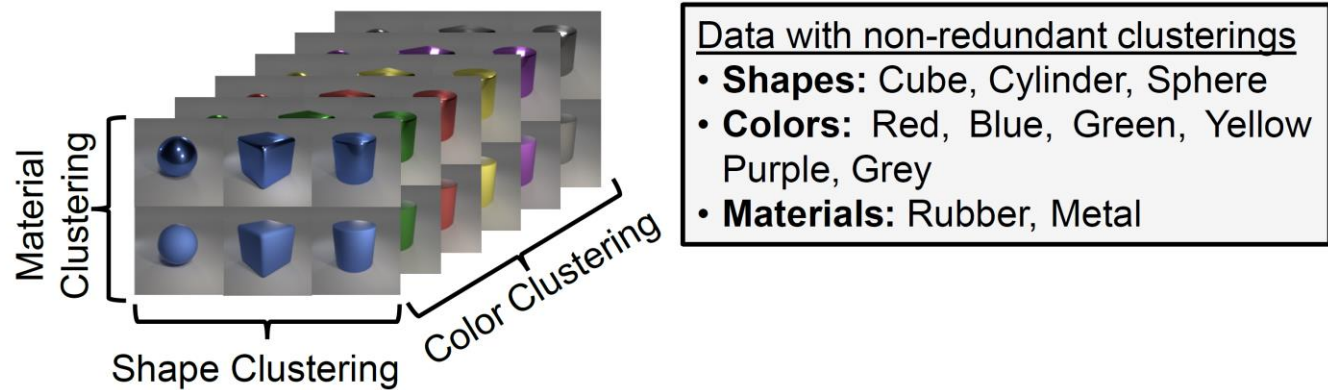 Material
Clustering
Shape Clustering
Color Clustering
Data with non-redundant clusterings
• Shapes: Cube, Cylinder, Sphere
• Colors: Red, Blue, Green, Yellow
Purple, Grey
• Materials: Rubber, Metal